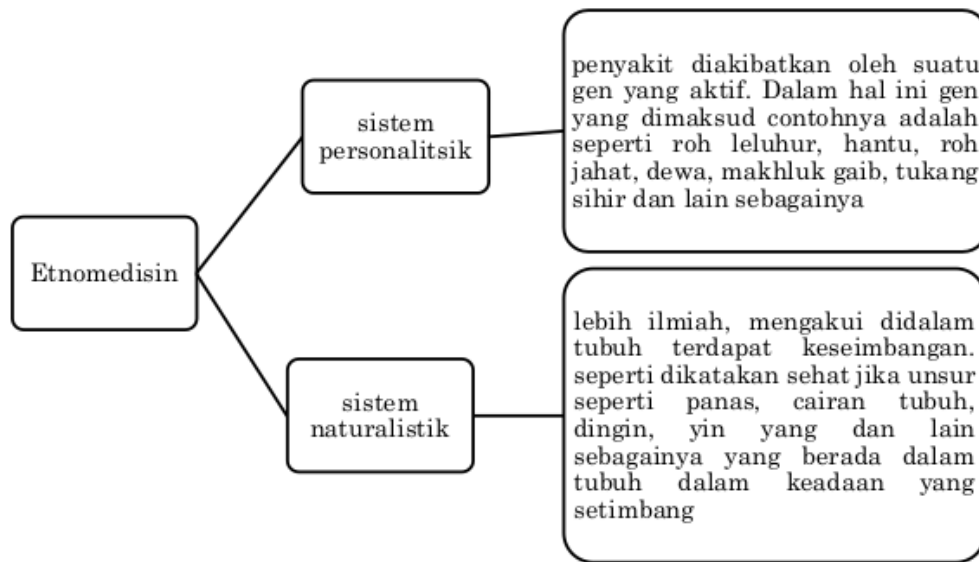 Etnomedisin
sistem
personalitsik
penyakit diakibatkan oleh suatu
gen yang aktif. Dalam hal ini gen
yang dimaksud contohnya adalah
seperti roh leluhur, hantu, roh
jahat, dewa, makhluk gaib, tukang
sihir dan lain sebagainya
sistem
naturalistik
lebih ilmiah, mengakui didalam
tubuh terdapat keseimbangan.
seperti dikatakan sehat jika unsur
seperti panas, cairan tubuh,
dingin, yin yang dan lain
sebagainya yang berada dalam
tubuh dalam keadaan yang
setimbang